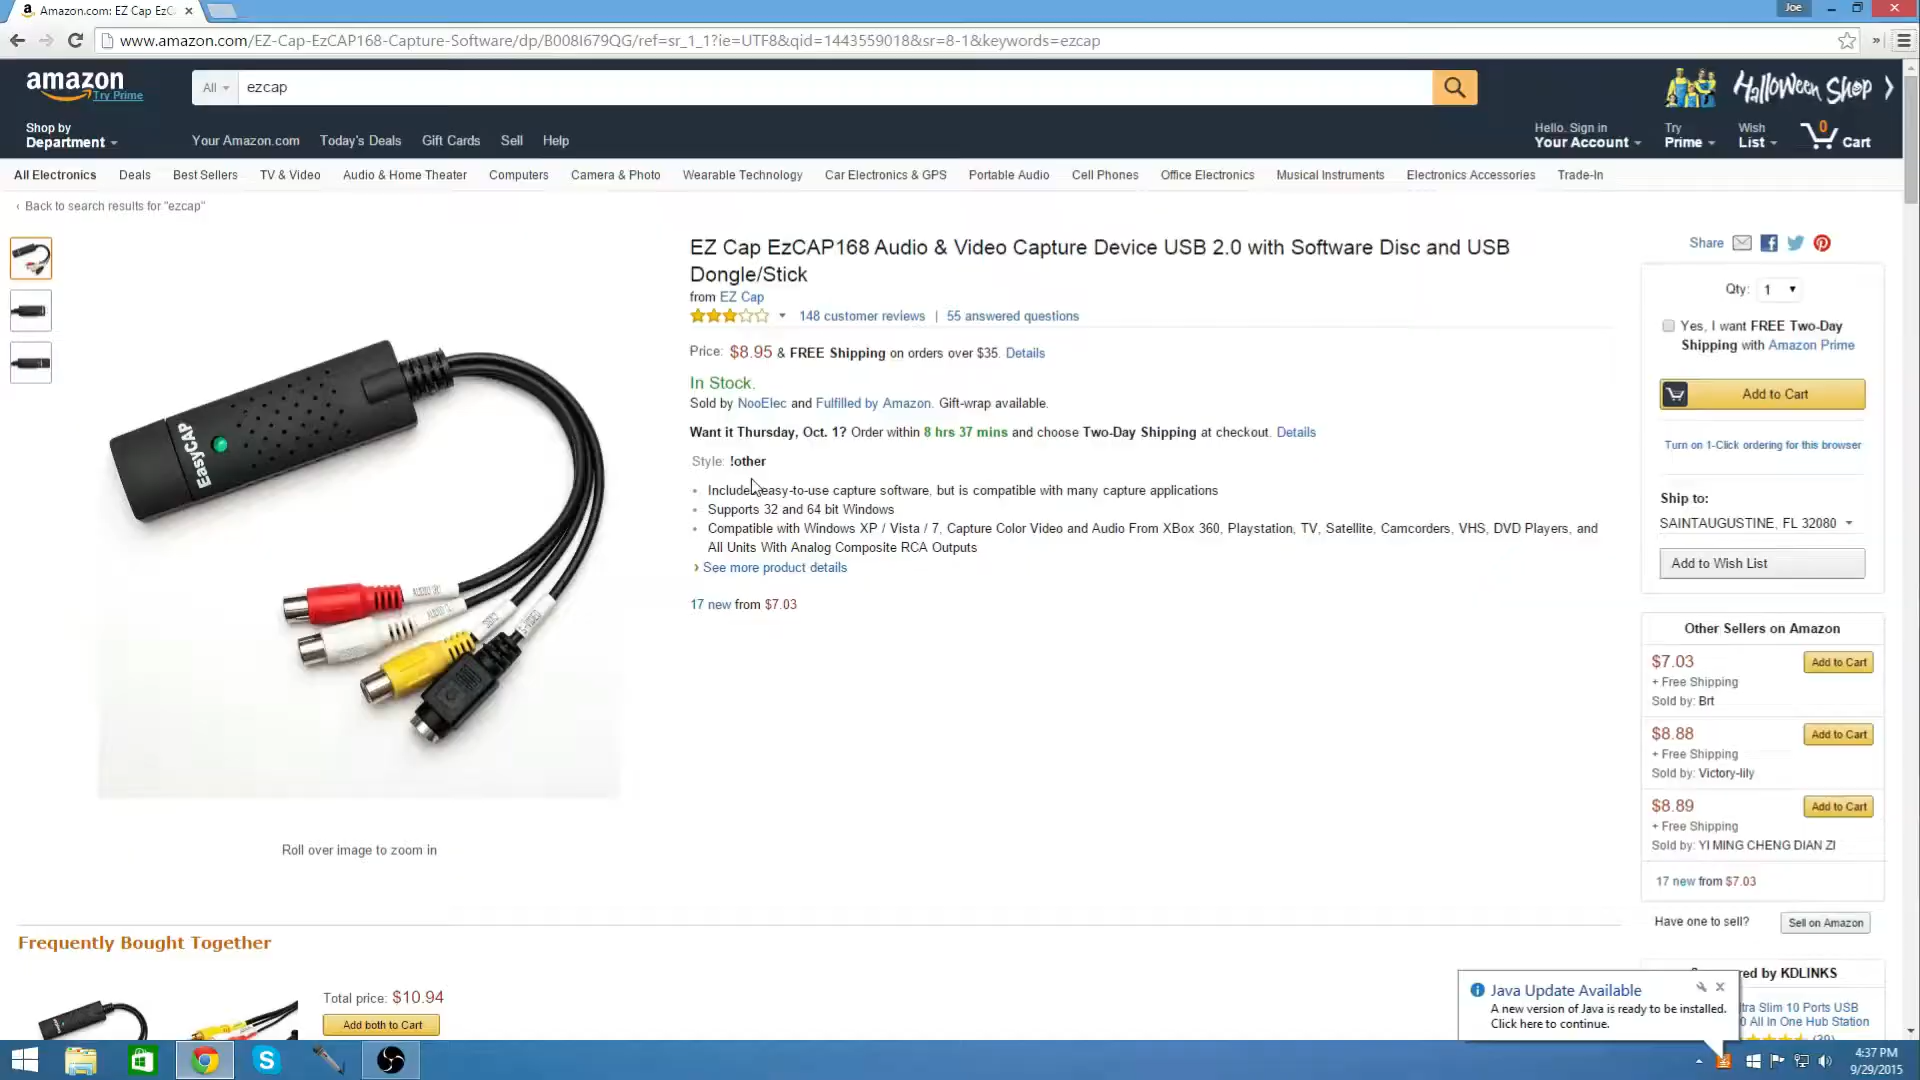 Amazon.com: EZ Cap EzC
Joe
www.amazon.com/EZ-Cap-EzCAP168-Capture-Software/dp/B008I679QG/ref=sr_1_1?ie=UTF8&qid=1443559018&sr=8-1&keywords=ezcap
amazon
Try Prime
All
ezcap
Halloween Shop
Shop by
Department
Your Amazon.com
Today's Deals
Gift Cards
Sell
Help
Hello. Sign in
Your Account
Try
Prime
Wish
List
0
Cart
All Electronics
Deals
Best Sellers
TV & Video
Audio & Home Theater
Computers
Camera & Photo
Wearable Technology
Car Electronics & GPS
Portable Audio
Cell Phones
Office Electronics
Musical Instruments
Electronics Accessories
Trade-In
‹ Back to search results for "ezcap"
EasyCAP
Roll over image to zoom in
EZ Cap EzCAP168 Audio & Video Capture Device USB 2.0 with Software Disc and USB
Dongle/Stick
from EZ Cap
148 customer reviews | 55 answered questions
Price: $8.95 & FREE Shipping on orders over $35. Details
In Stock.
Sold by NooElec and Fulfilled by Amazon. Gift-wrap available.
Want it Thursday, Oct. 1? Order within 8 hrs 37 mins and choose Two-Day Shipping at checkout. Details
Style: !other
easy-to-use capture software, but is compatible with many capture applications
Supports 32 and 64 bit Windows
Compatible with Windows XP / Vista / 7, Capture Color Video and Audio From XBox 360, Playstation, TV, Satellite, Camcorders, VHS, DVD Players, and
All Units With Analog Composite RCA Outputs
› See more product details
17 new from $7.03
Share
Qty: 1
Yes, I want FREE Two-Day
Shipping with Amazon Prime
Add to Cart
Turn on 1-Click ordering for this browser
Ship to:
SAINTAUGUSTINE, FL 32080
Add to Wish List
Other Sellers on Amazon
$7.03
Add to Cart
+ Free Shipping
Sold by: Brt
$8.88
Add to Cart
+ Free Shipping
Sold by: Victory-lily
$8.89
Add to Cart
+ Free Shipping
Sold by: YI MING CHENG DIAN ZI
17 new from $7.03
Have one to sell?
Sell on Amazon
red by KDLINKS
tra Slim 10 Ports USB
0 All In One Hub Station
Frequently Bought Together
Total price: $10.94
Add both to Cart
Java Update Available
A new version of Java is ready to be installed.
Click here to continue.
4:37 PM
9/29/2015